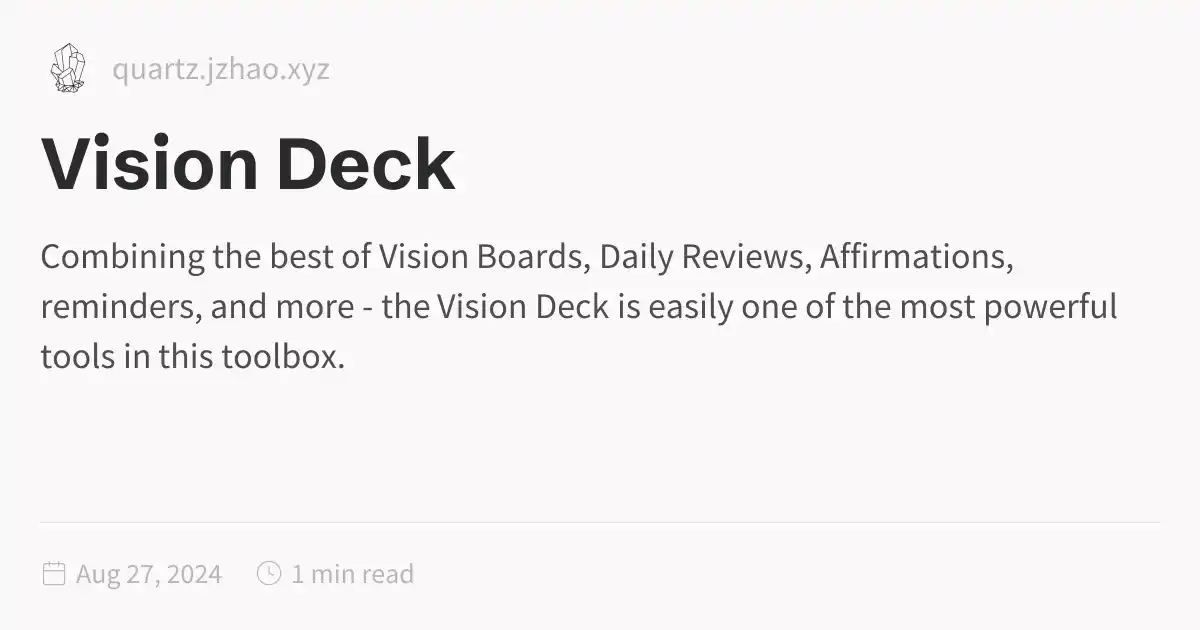 quartz.jzhao.xyz
Vision Deck
Combining the best of Vision Boards, Daily Reviews, Affirmations,
reminders, and more - the Vision Deck is easily one of the most powerful
tools in this toolbox.
Aug 27, 2024 1 min read